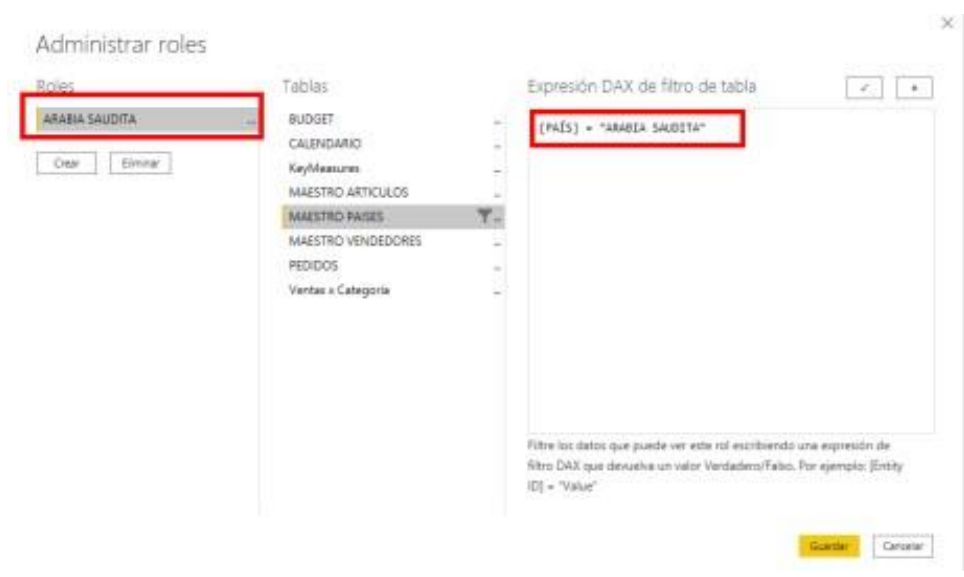 Administrar roles
Roles
Tablas
Expresión DAX de filtro de tabla
ARABIA SAUDITA
Crear
Eliminar
BUDGET
CALENDARIO
KeyMeasures
MAESTRO ARTICULOS
MAESTRO PAISES
MAESTRO VENDEDORES
PEDIDOS
Ventas x Categoria
[PAÍS] = "ARABIA SAUDITA"
Filtre los datos que puede ver este rol escribiendo una expresión de
filtro DAX que devuelva un valor Verdadero/Falso. Por ejemplo: [Entity
ID] = "Value"
Guardar
Cancelar